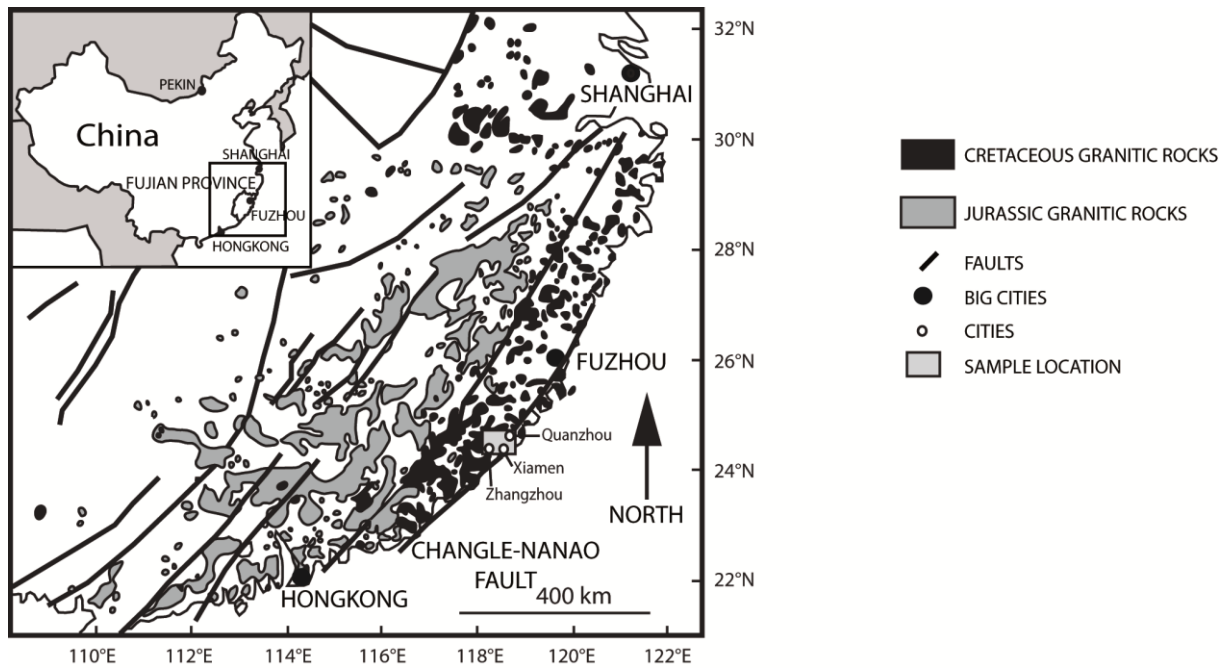 PEKIN
China
SHANGHAI
FUJIAN PROVINCE
FUZHOU
HONGKONG
SHANGHAI
FUZHOU
Quanzhou
Xiamen
Zhangzhou
NORTH
CHANGLE-NANAO
FAULT
HONGKONG
400 km
32°N
30°N
28°N
26°N
24°N
22°N
110°E
112°E
114°E
116°E
118°E
120°E
122°E
CRETACEOUS GRANITIC ROCKS
JURASSIC GRANITIC ROCKS
FAULTS
BIG CITIES
CITIES
SAMPLE LOCATION